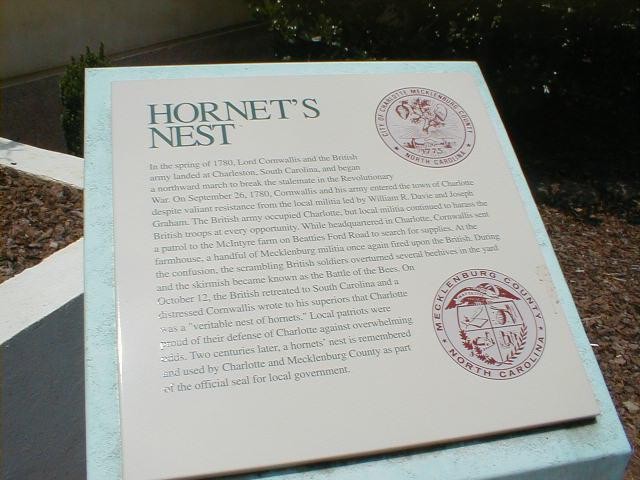 HORNET'S
NEST
In the spring of 1780, Lord Cornwallis and the British
army landed at Charleston, South Carolina, and began
a northward march to break the stalemate in the Revolutionary
War. On September 26, 1780, Cornwallis and his army entered the town of Charlotte
despite valiant resistance from the local militia led by William R. Davie and Joseph
Graham. The British army occupied Charlotte, but local militia continued to harass the
British troops at every opportunity. While headquartered in Charlotte, Cornwallis sent
a patrol to the McIntyre farm on Beatties Ford Road to search for supplies. At the
farmhouse, a handful of Mecklenburg militia once again fired upon the British. During
the confusion, the scrambling British soldiers overturned several beehives in the yard
and the skirmish became known as the Battle of the Bees. On
October 12, the British retreated to South Carolina and a
distressed Cornwallis wrote to his superiors that Charlotte
was a "veritable nest of hornets." Local patriots were
proud of their defense of Charlotte against overwhelming
odds. Two centuries later, a hornets' nest is remembered
and used by Charlotte and Mecklenburg County as part
of the official seal for local government.
CITY OF CHARLOTTE MECKLENBURG COUNTY
1775
NORTH CAROLINA
MECKLENBURG COUNTY
NORTH CAROLINA